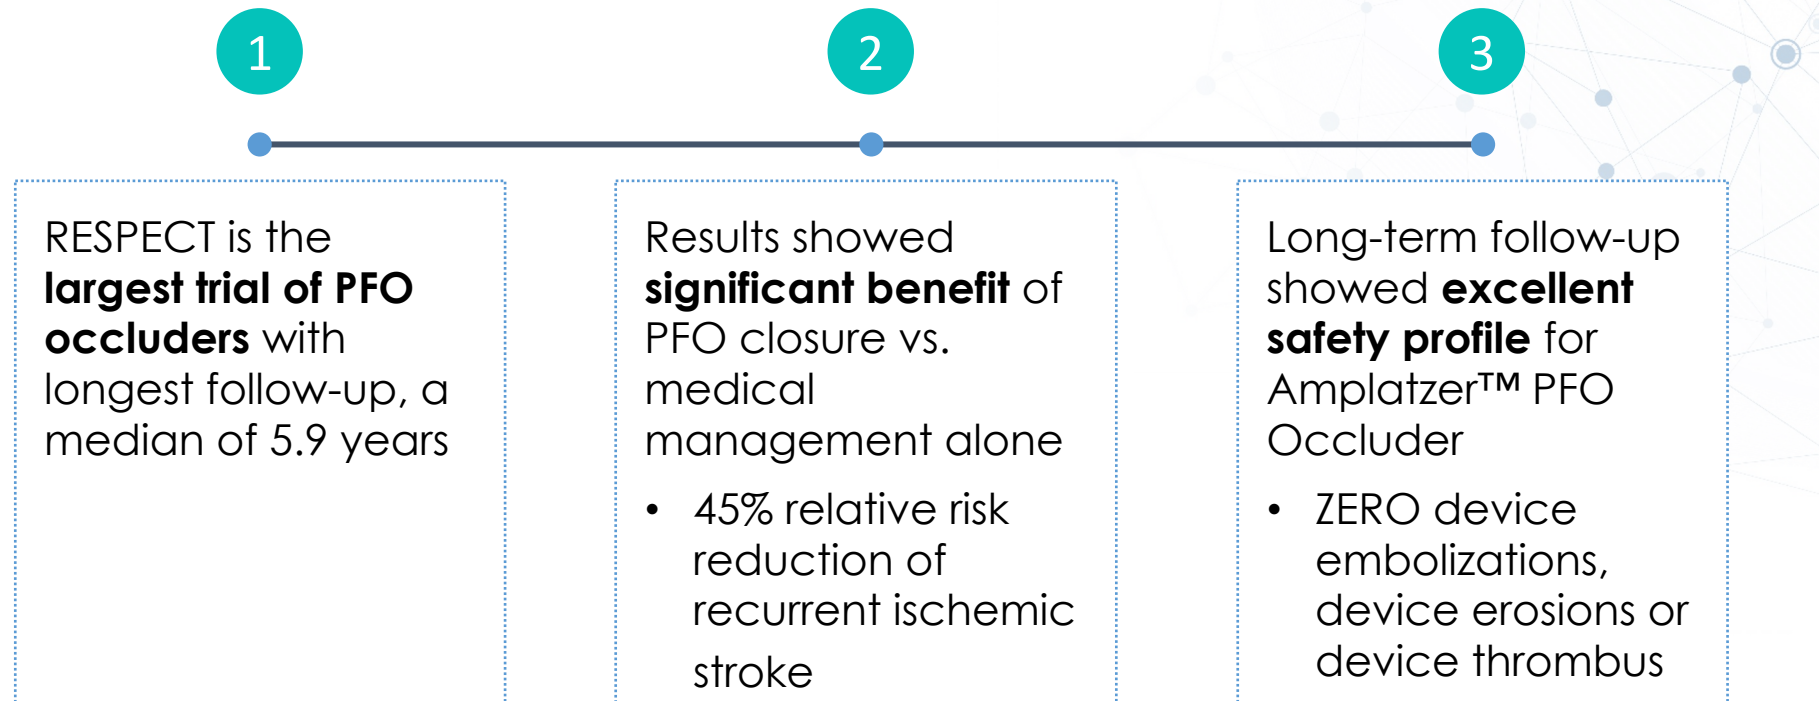 1
2
3
RESPECT is the
largest trial of PFO
occluders with
longest follow-up, a
median of 5.9 years
Results showed
significant benefit of
PFO closure vs.
medical
management alone
• 45% relative risk
reduction of
recurrent ischemic
stroke
Long-term follow-up
showed excellent
safety profile for
Amplatzer™ PFO
Occluder
• ZERO device
embolizations,
device erosions or
device thrombus